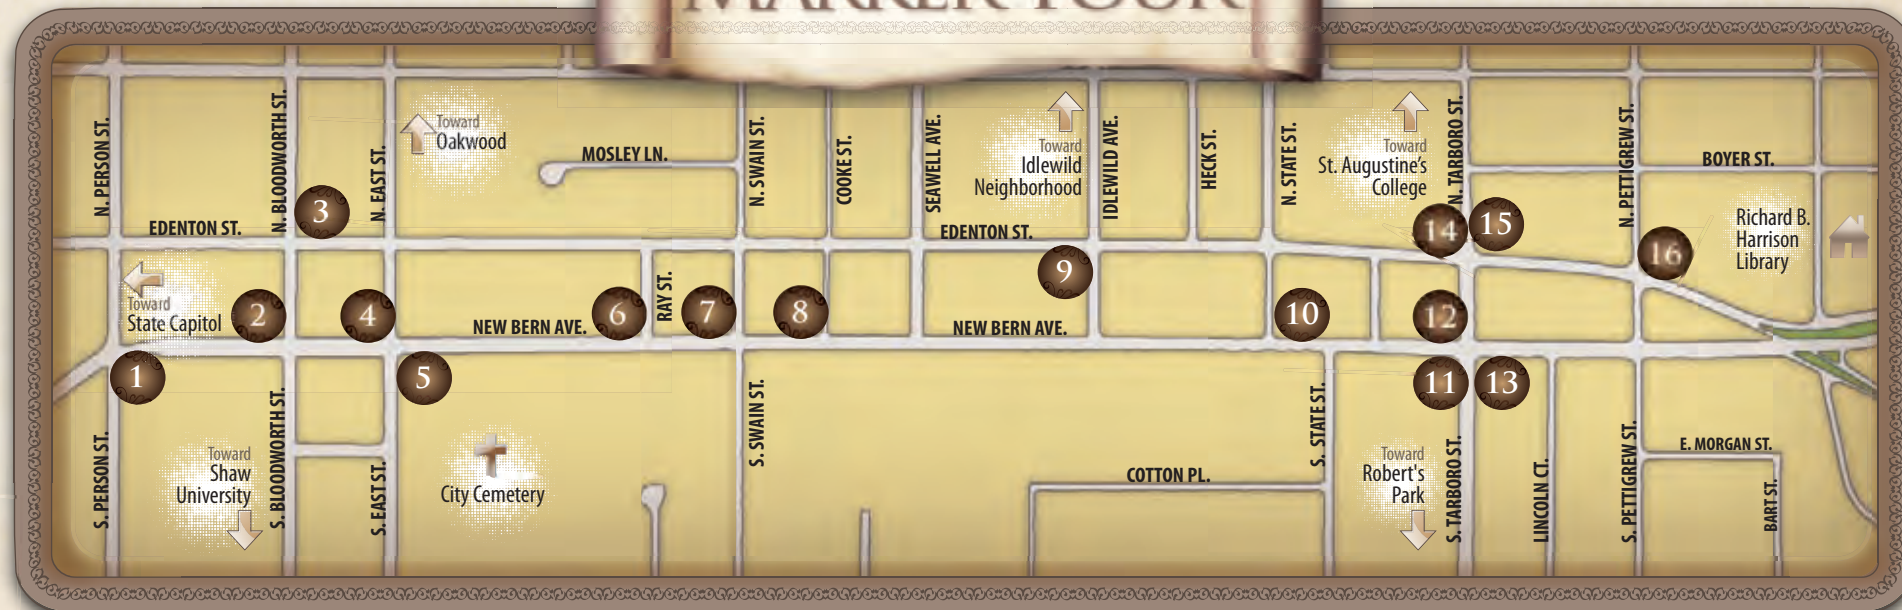 MARKER TOUR
N. PERSON ST.
N. BLOODWORTH ST.
N. EAST ST.
Toward
Oakwood
MOSLEY LN.
N. SWAIN ST.
COOKE ST.
SEAWELL AVE.
Toward
Idlewild
Neighborhood
IDLEWILD AVE.
HECK ST.
N. STATE ST.
Toward
St. Augustine's
College
N. TARBORO ST.
N. PETTIGREW ST.
BOYER ST.
Richard B.
Harrison
Library
3
EDENTON ST.
EDENTON ST.
14
15
16
9
Toward
State Capitol
2
4
NEW BERN AVE.
6
RAY ST.
7
8
NEW BERN AVE.
10
12
1
5
11
13
S. PERSON ST.
Toward
Shaw
University
S. BLOODWORTH ST.
S. EAST ST.
City Cemetery
S. SWAIN ST.
COTTON PL.
S. STATE ST.
Toward
Robert's
Park
S. TARBORO ST.
LINCOLN CT.
S. PETTIGREW ST.
E. MORGAN ST.
BART ST.